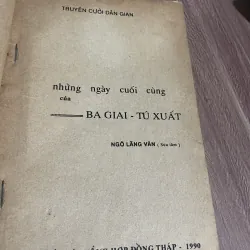 TRUYỆN CƯỜI DÂN GIAN
những ngày cuối cùng
của
BA GIAI - TÚ XUẤT
NGÔ LĂNG VÂN ( Sưu tầm )
HỢP ĐỒNG THÁP - 1990